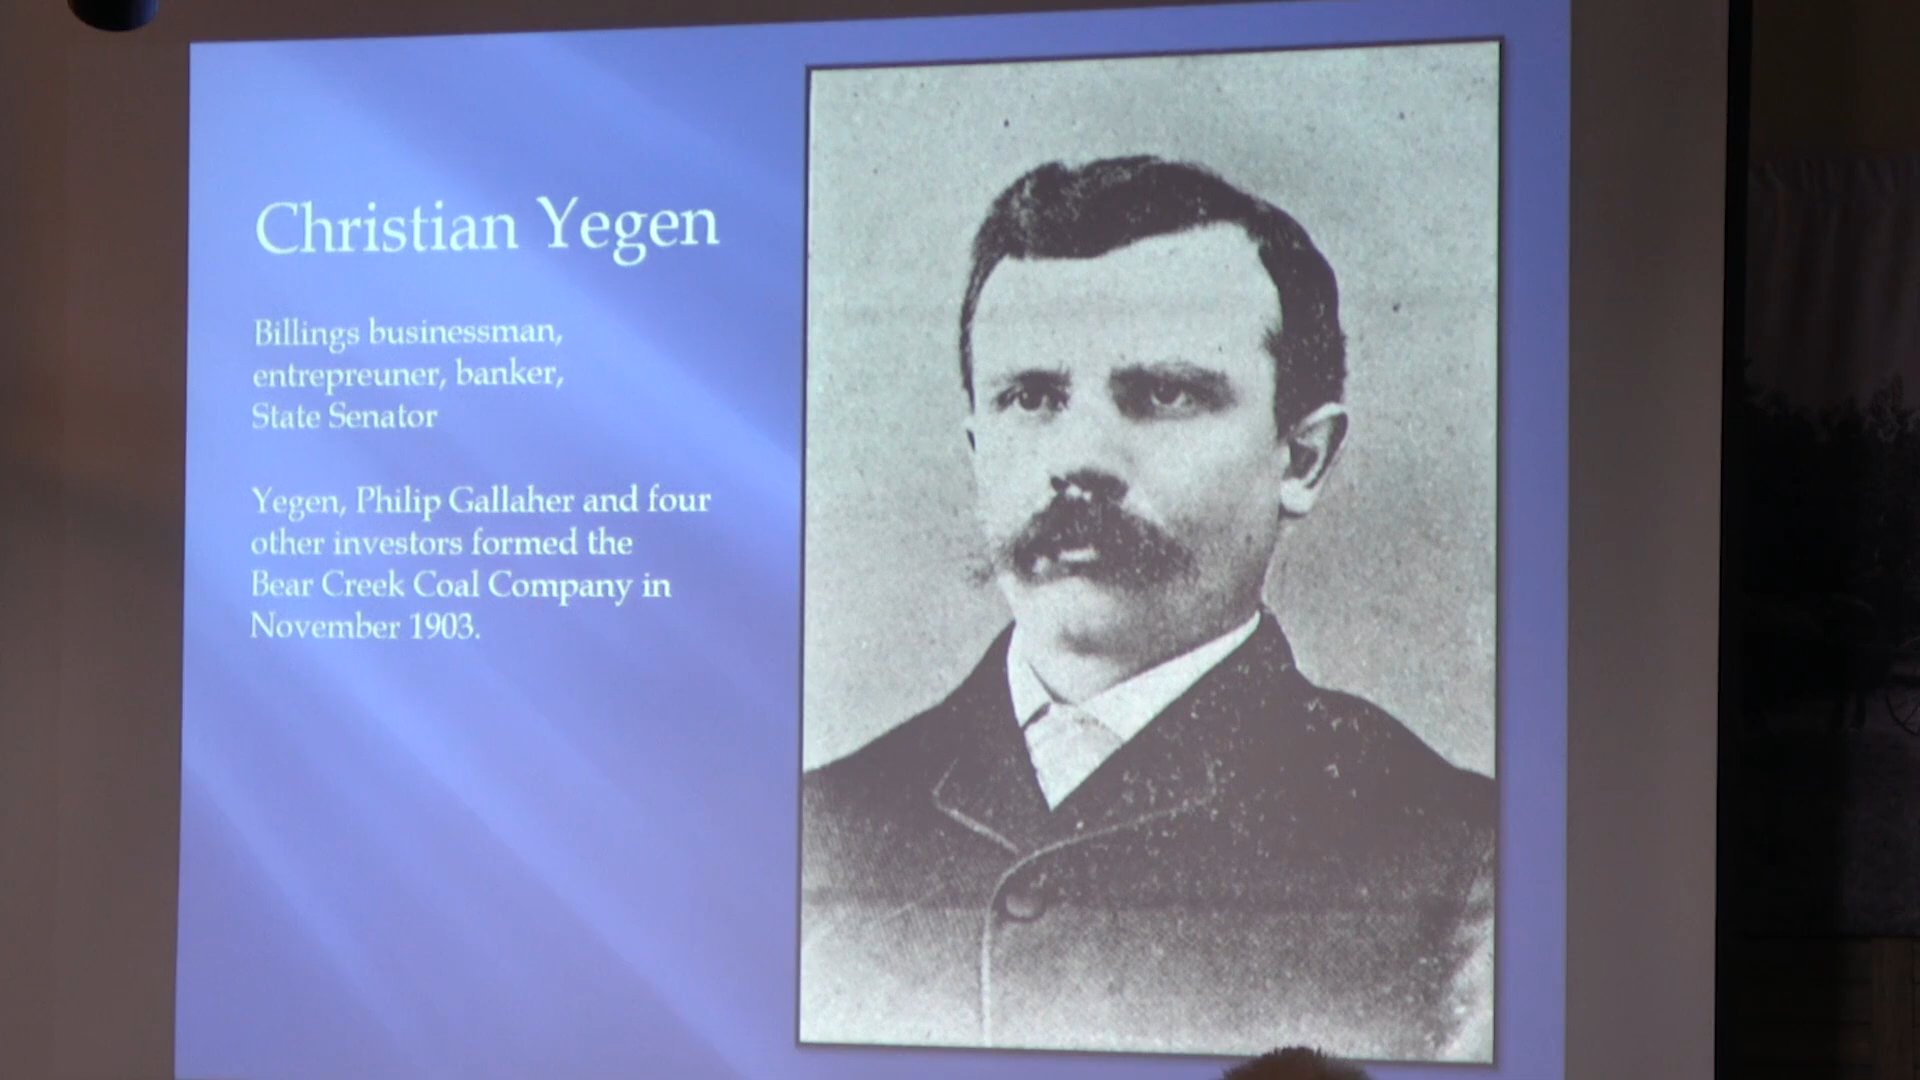 Christian Yegen
Billings businessman,
entrepreuner, banker,
State Senator
Yegen, Philip Gallaher and four
other investors formed the
Bear Creek Coal Company in
November 1903.